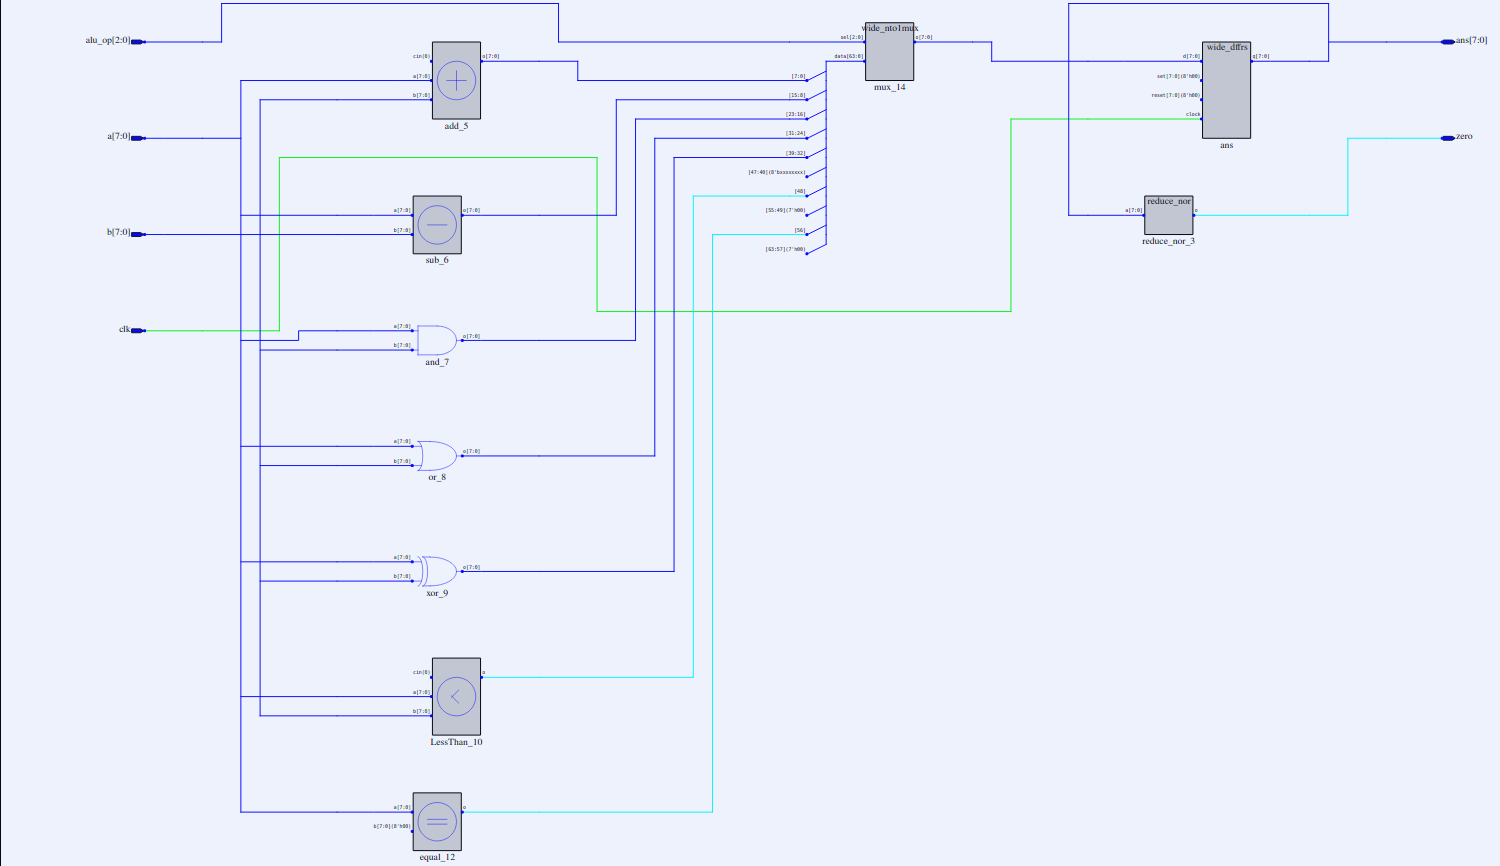 alu_op[2:0]
a[7:0]
b[7:0]
clk
cin(0)
a[7:0]
b[7:0]
o[7:0]
add_5
a[7:0]
b[7:0]
o[7:0]
sub_6
a[7:0]
b[7:0]
o[7:0]
and_7
a[7:0]
b[7:0]
o[7:0]
or_8
a[7:0]
b[7:0]
o[7:0]
xor_9
cin(0)
a[7:0]
b[7:0]
o
LessThan_10
a[7:0]
b[7:0](8'h00)
o
equal_12
[7:0]
[15:8]
[23:16]
[31:24]
[39:32]
[47:40](8'bxxxxxxxx)
[48]
[55:49](7'h00)
[56]
[63:57](7'h00)
wide_nto1mux
sel[2:0]
data[63:0]
o[7:0]
mux_14
wide_dffrs
d[7:0]
set[7:0](8'h00)
reset[7:0](8'h00)
clock
q[7:0]
ans
reduce_nor
a[7:0]
o
reduce_nor_3
ans[7:0]
zero